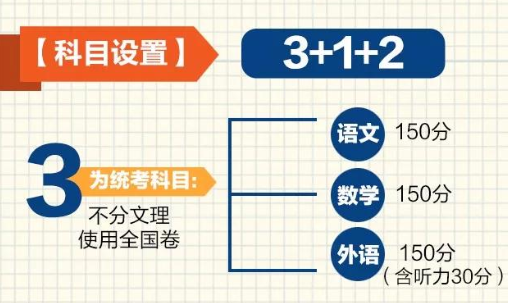 【科目设置】
3+1+2
3
为统考科目:
不分文理
使用全国卷
语文 150分
数学 150分
外语 150分
(含听力30分)